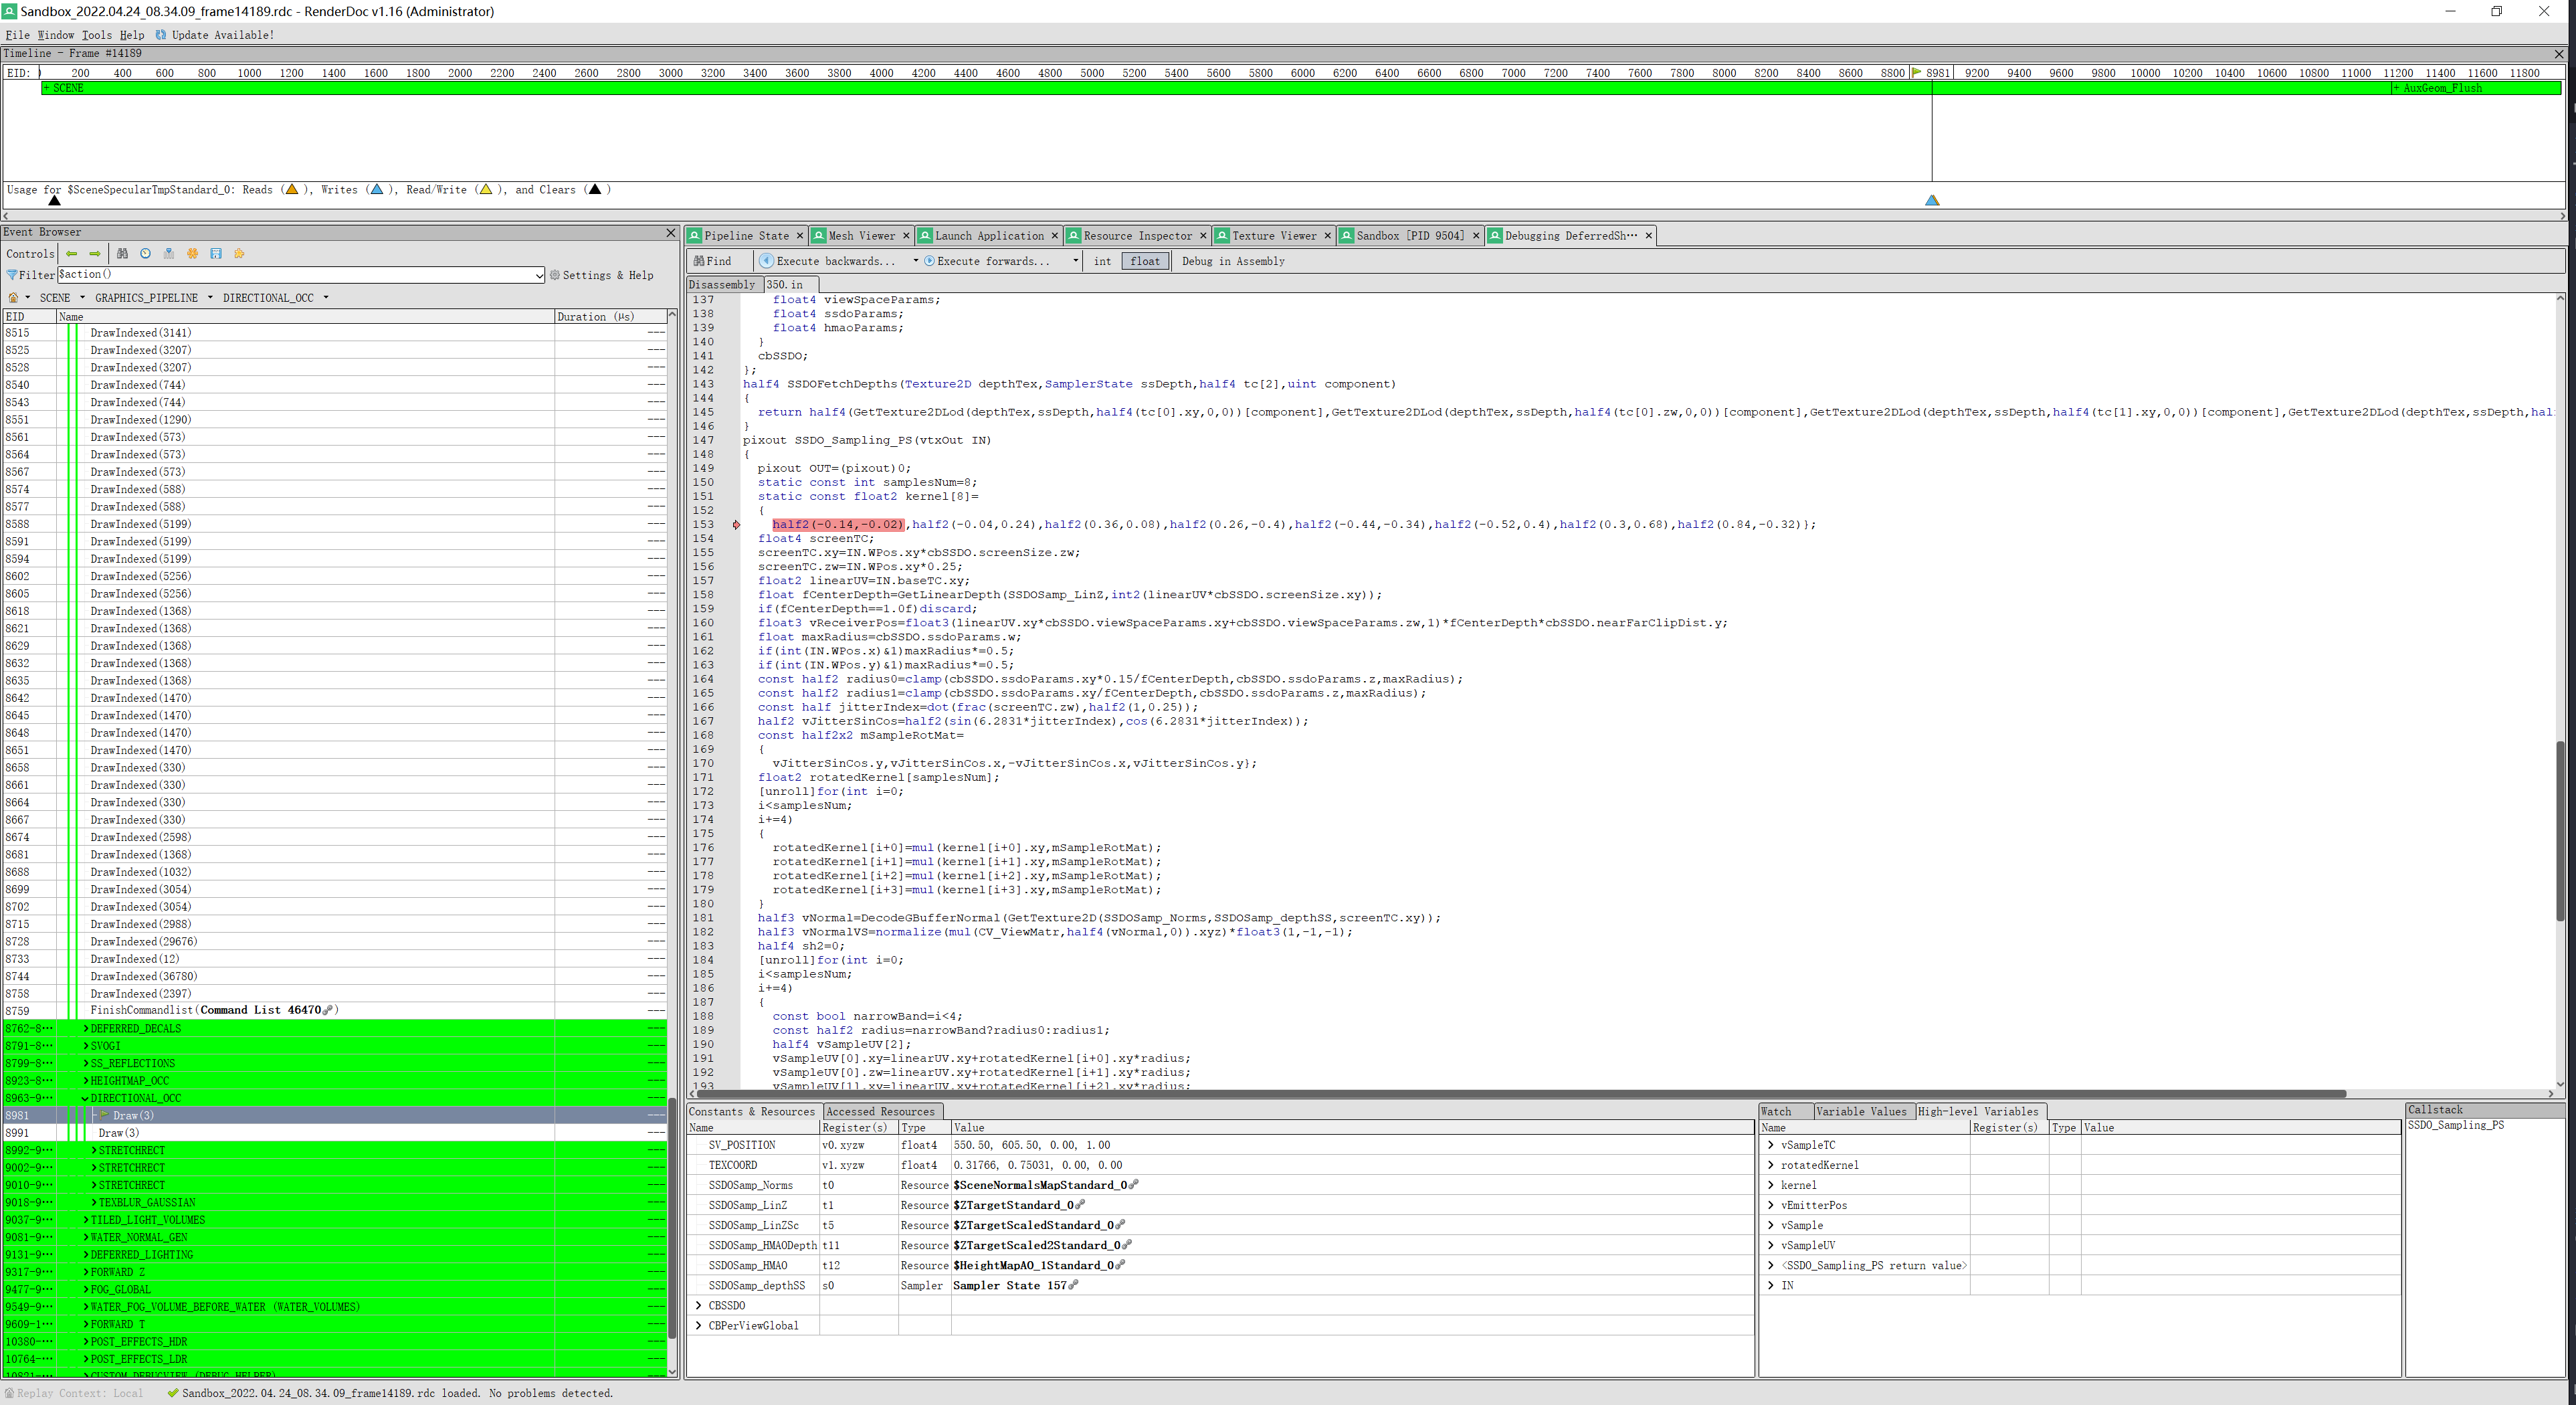 Sandbox_2022.04.24_08.34.09_frame14189.rdc - RenderDoc v1.16 (Administrator)
File Window Tools Help Update Available!
Timeline - Frame #14189
EID: 200 400 600 800 1000 1200 1400 1600 1800 2000 2200 2400 2600 2800 3000 3200 3400 3600 3800 4000 4200 4400 4600 4800 5000 5200 5400 5600 5800 6000 6200 6400 6600 6800 7000 7200 7400 7600 7800 8000 8200 8400 8600 8800 8981 9200 9400 9600 9800 10000 10200 10400 10600 10800 11000 11200 11400 11600 11800
+ SCENE
+ AuxGeom_Flush
Usage for $SceneSpecularTmpStandard_0: Reads ( ), Writes ( ), Read/Write ( ), and Clears ( )
Event Browser
Controls
Filter $action() Settings & Help
SCENE GRAPHICS_PIPELINE DIRECTIONAL_OCC
EID Name Duration (μs)
8515 DrawIndexed(3141) ---
8525 DrawIndexed(3207) ---
8528 DrawIndexed(3207) ---
8540 DrawIndexed(744) ---
8543 DrawIndexed(744) ---
8551 DrawIndexed(1290) ---
8561 DrawIndexed(573) ---
8564 DrawIndexed(573) ---
8567 DrawIndexed(573) ---
8574 DrawIndexed(588) ---
8577 DrawIndexed(588) ---
8588 DrawIndexed(5199) ---
8591 DrawIndexed(5199) ---
8594 DrawIndexed(5199) ---
8602 DrawIndexed(5256) ---
8605 DrawIndexed(5256) ---
8618 DrawIndexed(1368) ---
8621 DrawIndexed(1368) ---
8629 DrawIndexed(1368) ---
8632 DrawIndexed(1368) ---
8635 DrawIndexed(1368) ---
8642 DrawIndexed(1470) ---
8645 DrawIndexed(1470) ---
8648 DrawIndexed(1470) ---
8651 DrawIndexed(1470) ---
8658 DrawIndexed(330) ---
8661 DrawIndexed(330) ---
8664 DrawIndexed(330) ---
8667 DrawIndexed(330) ---
8674 DrawIndexed(2598) ---
8681 DrawIndexed(1368) ---
8688 DrawIndexed(1032) ---
8699 DrawIndexed(3054) ---
8702 DrawIndexed(3054) ---
8715 DrawIndexed(2988) ---
8728 DrawIndexed(29676) ---
8733 DrawIndexed(12) ---
8744 DrawIndexed(36780) ---
8758 DrawIndexed(2397) ---
8759 FinishCommandlist(Command List 46470) ---
8762-8··· DEFERRED_DECALS ---
8791-8··· SVOGI ---
8799-8··· SS_REFLECTIONS ---
8923-8··· HEIGHTMAP_OCC ---
8963-9··· DIRECTIONAL_OCC ---
8981 Draw(3) ---
8991 Draw(3) ---
8992-9··· STRETCHRECT ---
9002-9··· STRETCHRECT ---
9010-9··· STRETCHRECT ---
9018-9··· TEXBLUR_GAUSSIAN ---
9037-9··· TILED_LIGHT_VOLUMES ---
9081-9··· WATER_NORMAL_GEN ---
9131-9··· DEFERRED_LIGHTING ---
9317-9··· FORWARD Z ---
9477-9··· FOG_GLOBAL ---
9549-9··· WATER_FOG_VOLUME_BEFORE_WATER (WATER_VOLUMES) ---
9609-1··· FORWARD T ---
10380-··· POST_EFFECTS_HDR ---
10764-··· POST_EFFECTS_LDR ---
10821-··· CUSTOM_DEBUGVIEW (DEBUG_HELPER) ---
Pipeline State Mesh Viewer Launch Application Resource Inspector Texture Viewer Sandbox [PID 9504] Debugging DeferredSh···
Find Execute backwards... Execute forwards... int float Debug in Assembly
Disassembly 350.in
137 float4 viewSpaceParams;
138 float4 ssdoParams;
139 float4 hmaoParams;
140 }
141 cbSSDO;
142 };
143 half4 SSDOFetchDepths(Texture2D depthTex,SamplerState ssDepth,half4 tc[2],uint component)
144 {
145 return half4(GetTexture2DLod(depthTex,ssDepth,half4(tc[0].xy,0,0))[component],GetTexture2DLod(depthTex,ssDepth,half4(tc[0].zw,0,0))[component],GetTexture2DLod(depthTex,ssDepth,half4(tc[1].xy,0,0))[component],GetTexture2DLod(depthTex,ssDepth,hal
146 }
147 pixout SSDO_Sampling_PS(vtxOut IN)
148 {
149 pixout OUT=(pixout)0;
150 static const int samplesNum=8;
151 static const float2 kernel[8]=
152 {
153 half2(-0.14,-0.02),half2(-0.04,0.24),half2(0.36,0.08),half2(0.26,-0.4),half2(-0.44,-0.34),half2(-0.52,0.4),half2(0.3,0.68),half2(0.84,-0.32)};
154 float4 screenTC;
155 screenTC.xy=IN.WPos.xy*cbSSDO.screenSize.zw;
156 screenTC.zw=IN.WPos.xy*0.25;
157 float2 linearUV=IN.baseTC.xy;
158 float fCenterDepth=GetLinearDepth(SSDOSamp_LinZ,int2(linearUV*cbSSDO.screenSize.xy));
159 if(fCenterDepth==1.0f)discard;
160 float3 vReceiverPos=float3(linearUV.xy*cbSSDO.viewSpaceParams.xy+cbSSDO.viewSpaceParams.zw,1)*fCenterDepth*cbSSDO.nearFarClipDist.y;
161 float maxRadius=cbSSDO.ssdoParams.w;
162 if(int(IN.WPos.x)&1)maxRadius*=0.5;
163 if(int(IN.WPos.y)&1)maxRadius*=0.5;
164 const half2 radius0=clamp(cbSSDO.ssdoParams.xy*0.15/fCenterDepth,cbSSDO.ssdoParams.z,maxRadius);
165 const half2 radius1=clamp(cbSSDO.ssdoParams.xy/fCenterDepth,cbSSDO.ssdoParams.z,maxRadius);
166 const half jitterIndex=dot(frac(screenTC.zw),half2(1,0.25));
167 half2 vJitterSinCos=half2(sin(6.2831*jitterIndex),cos(6.2831*jitterIndex));
168 const half2x2 mSampleRotMat=
169 {
170 vJitterSinCos.y,vJitterSinCos.x,-vJitterSinCos.x,vJitterSinCos.y};
171 float2 rotatedKernel[samplesNum];
172 [unroll]for(int i=0;
173 i<samplesNum;
174 i+=4)
175 {
176 rotatedKernel[i+0]=mul(kernel[i+0].xy,mSampleRotMat);
177 rotatedKernel[i+1]=mul(kernel[i+1].xy,mSampleRotMat);
178 rotatedKernel[i+2]=mul(kernel[i+2].xy,mSampleRotMat);
179 rotatedKernel[i+3]=mul(kernel[i+3].xy,mSampleRotMat);
180 }
181 half3 vNormal=DecodeGBufferNormal(GetTexture2D(SSDOSamp_Norms,SSDOSamp_depthSS,screenTC.xy));
182 half3 vNormalVS=normalize(mul(CV_ViewMatr,half4(vNormal,0)).xyz)*float3(1,-1,-1);
183 half4 sh2=0;
184 [unroll]for(int i=0;
185 i<samplesNum;
186 i+=4)
187 {
188 const bool narrowBand=i<4;
189 const half2 radius=narrowBand?radius0:radius1;
190 half4 vSampleUV[2];
191 vSampleUV[0].xy=linearUV.xy+rotatedKernel[i+0].xy*radius;
192 vSampleUV[0].zw=linearUV.xy+rotatedKernel[i+1].xy*radius;
193 vSampleUV[1].xy=linearUV.xy+rotatedKernel[i+2].xy*radius;
Constants & Resources Accessed Resources
Name Register(s) Type Value
SV_POSITION v0.xyzw float4 550.50, 605.50, 0.00, 1.00
TEXCOORD v1.xyzw float4 0.31766, 0.75031, 0.00, 0.00
SSDOSamp_Norms t0 Resource $SceneNormalsMapStandard_0
SSDOSamp_LinZ t1 Resource $ZTargetStandard_0
SSDOSamp_LinZSc t5 Resource $ZTargetScaledStandard_0
SSDOSamp_HMAODepth t11 Resource $ZTargetScaled2Standard_0
SSDOSamp_HMAO t12 Resource $HeightMapAO_1Standard_0
SSDOSamp_depthSS s0 Sampler Sampler State 157
CBSSDO
CBPerViewGlobal
Watch Variable Values High-level Variables
Name Register(s) Type Value
vSampleTC
rotatedKernel
kernel
vEmitterPos
vSample
vSampleUV
<SSDO_Sampling_PS return value>
IN
Callstack
SSDO_Sampling_PS
Replay Context: Local Sandbox_2022.04.24_08.34.09_frame14189.rdc loaded. No problems detected.